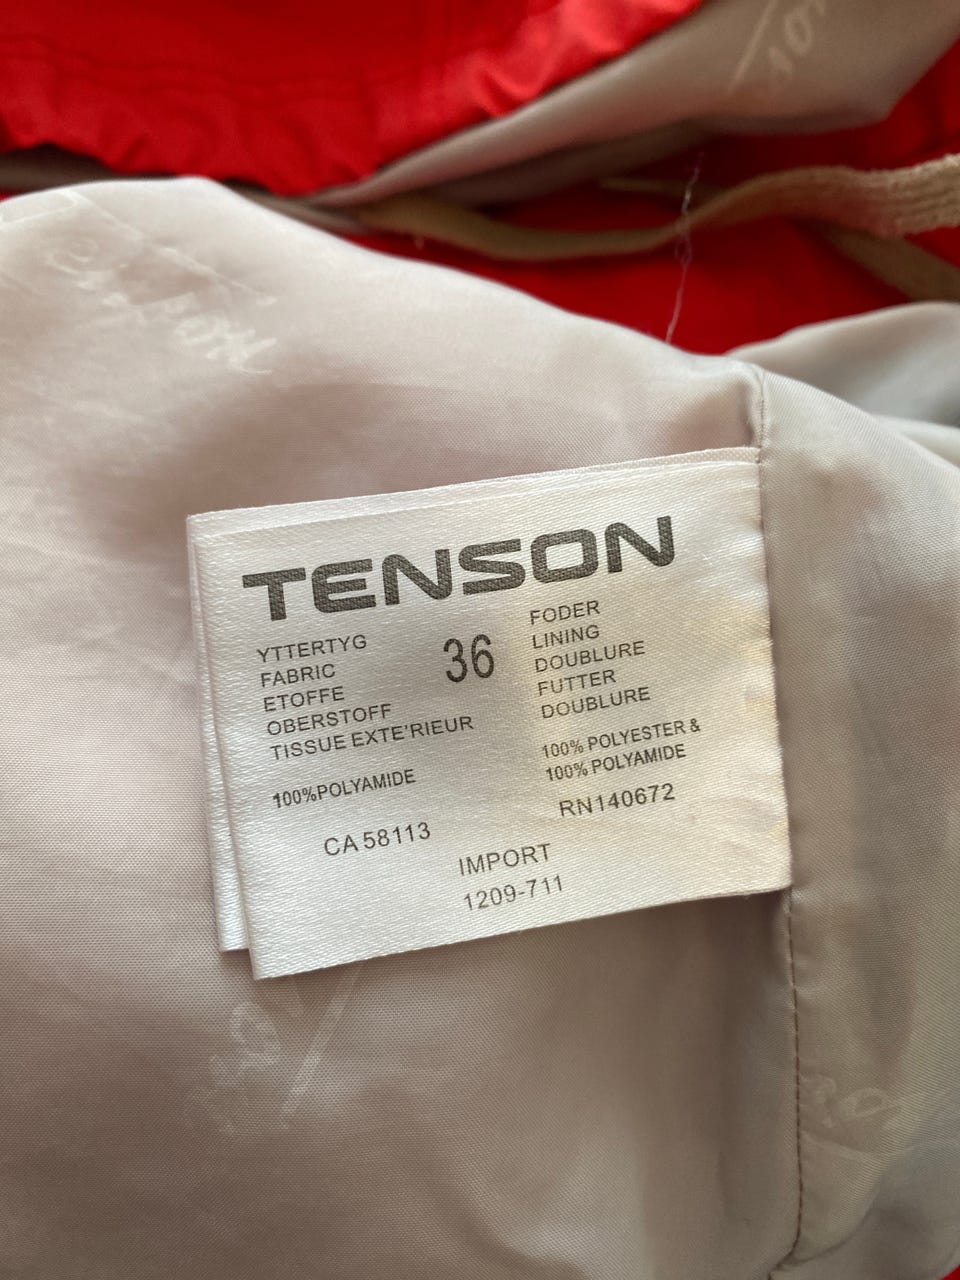 TENSON
YTTERTYG
FABRIC
ETOFFE
OBERSTOFF
TISSUE EXTE'RIEUR
100%POLYAMIDE
36
FODER
LINING
DOUBLURE
FUTTER
DOUBLURE
100% POLYESTER &
100% POLYAMIDE
CA 58113
RN140672
IMPORT
1209-711